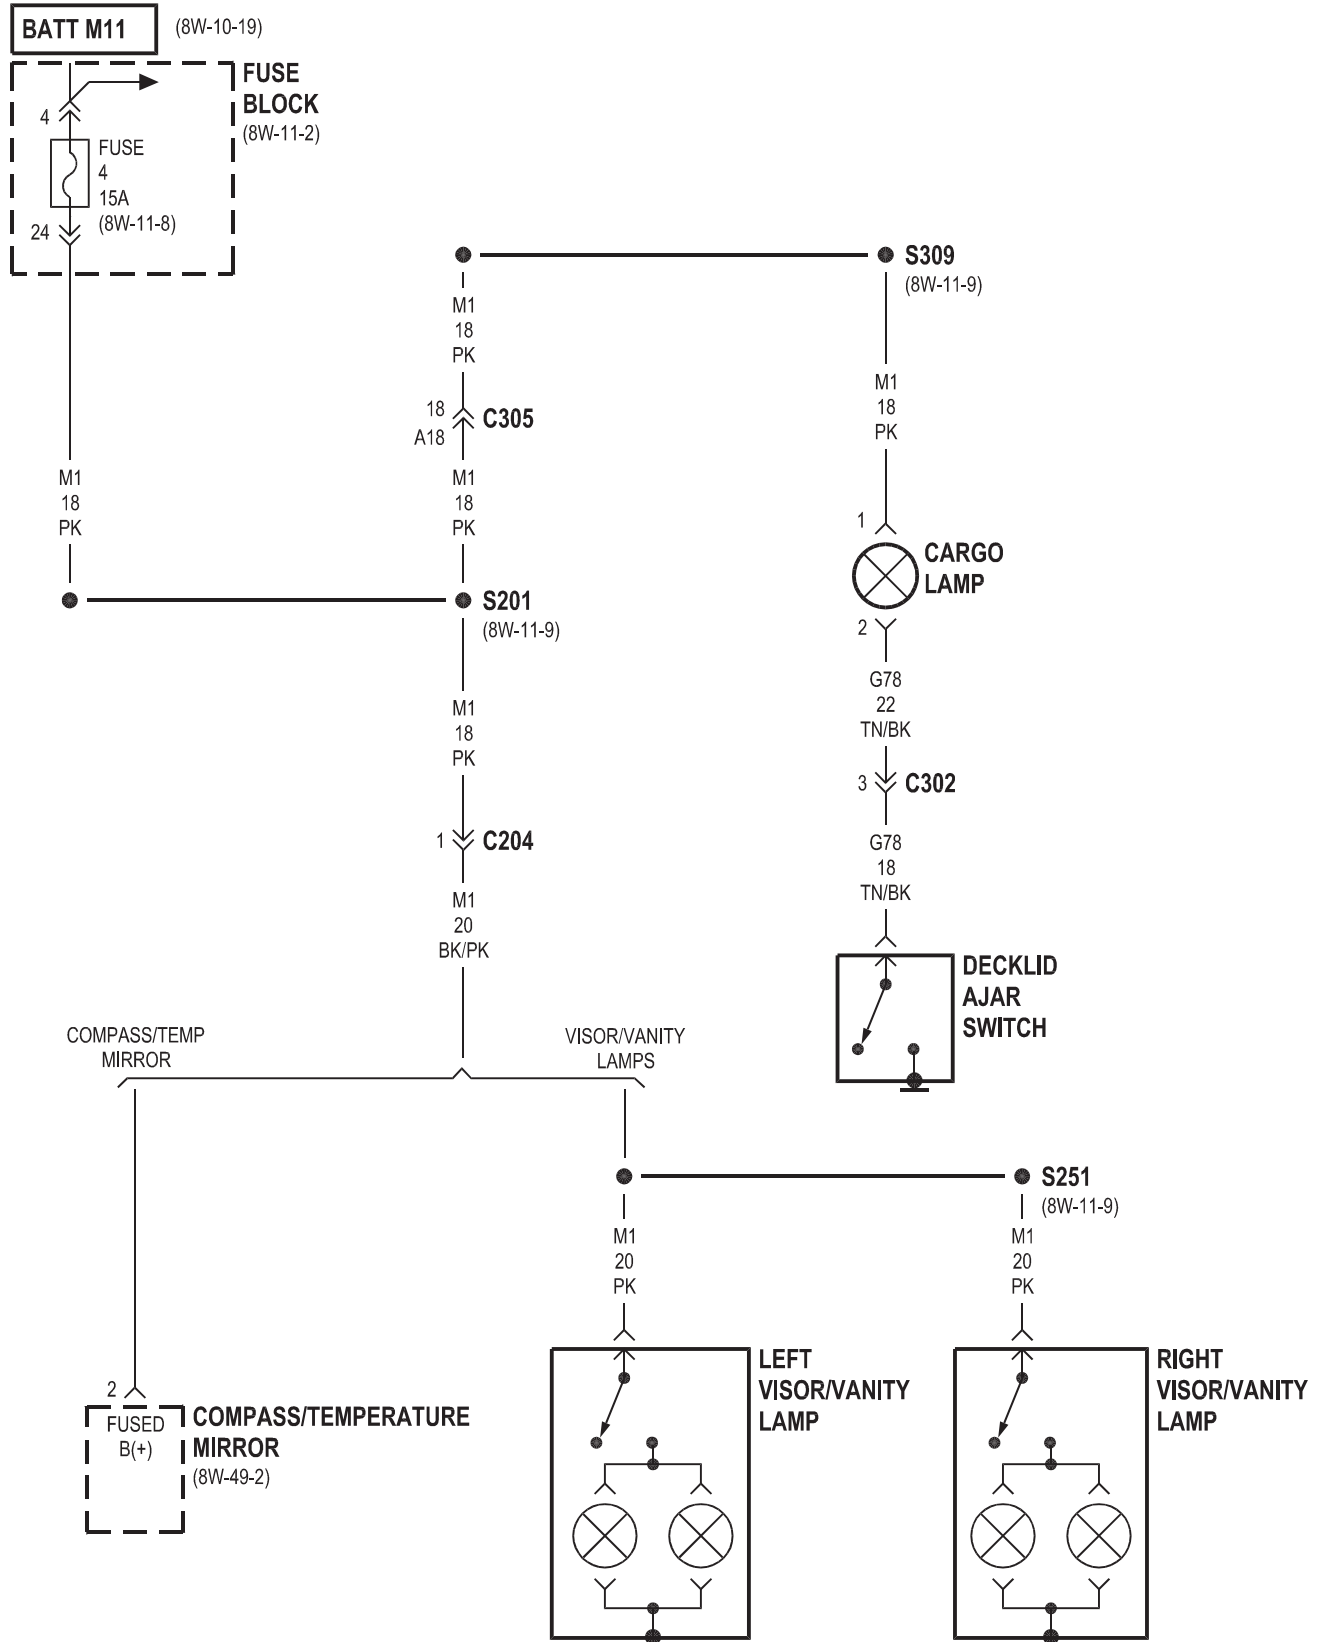 BATT M11
(8W-10-19)
FUSE
BLOCK
(8W-11-2)
4
FUSE
4
15A
(8W-11-8)
24
S309
(8W-11-9)
M1
18
PK
18
A18
C305
M1
18
PK
M1
18
PK
M1
18
PK
1
CARGO
LAMP
S201
(8W-11-9)
2
G78
22
TN/BK
M1
18
PK
3
C302
1
C204
G78
18
TN/BK
M1
20
BK/PK
DECKLID
AJAR
SWITCH
COMPASS/TEMP
MIRROR
VISOR/VANITY
LAMPS
S251
(8W-11-9)
M1
20
PK
M1
20
PK
LEFT
VISOR/VANITY
LAMP
RIGHT
VISOR/VANITY
LAMP
2
FUSED
B(+)
COMPASS/TEMPERATURE
MIRROR
(8W-49-2)